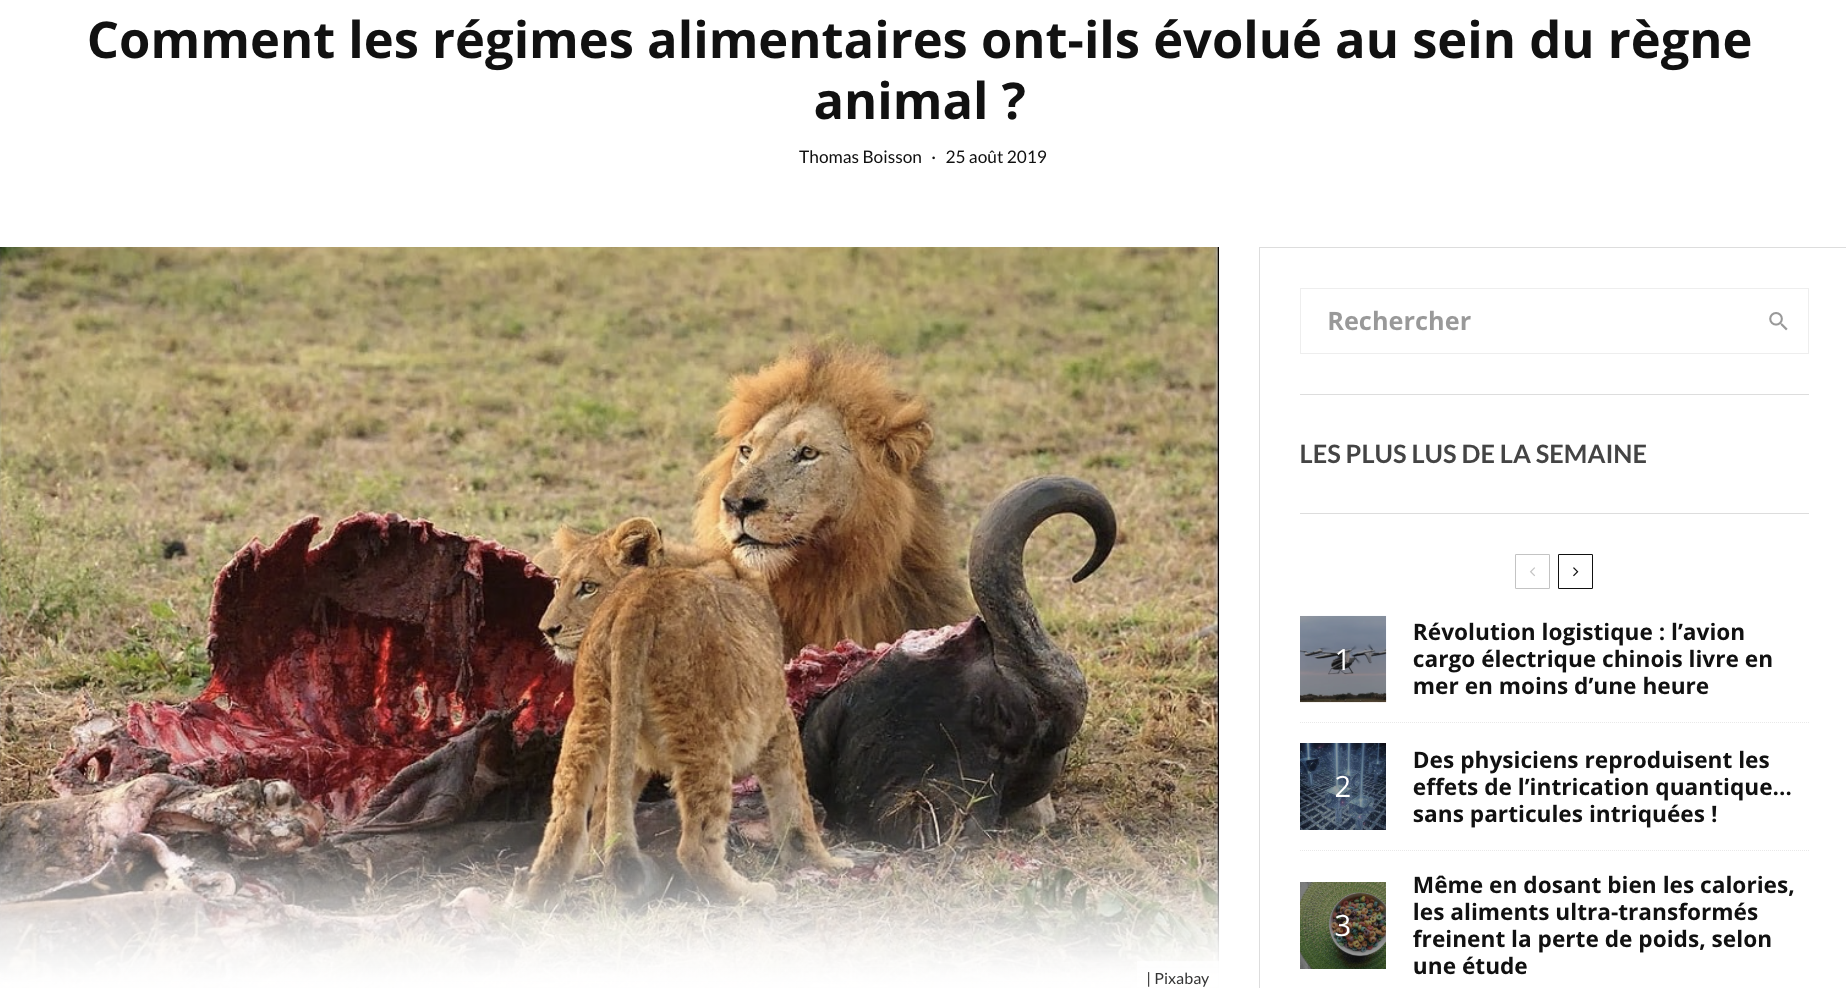 Comment les régimes alimentaires ont-ils évolué au sein du règne
animal ?
Thomas Boisson · 25 août 2019
| Pixabay
Rechercher
LES PLUS LUS DE LA SEMAINE
1
Révolution logistique : l’avion
cargo électrique chinois livre en
mer en moins d’une heure
2
Des physiciens reproduisent les
effets de l’intrication quantique…
sans particules intriquées !
3
Même en dosant bien les calories,
les aliments ultra-transformés
freinent la perte de poids, selon
une étude